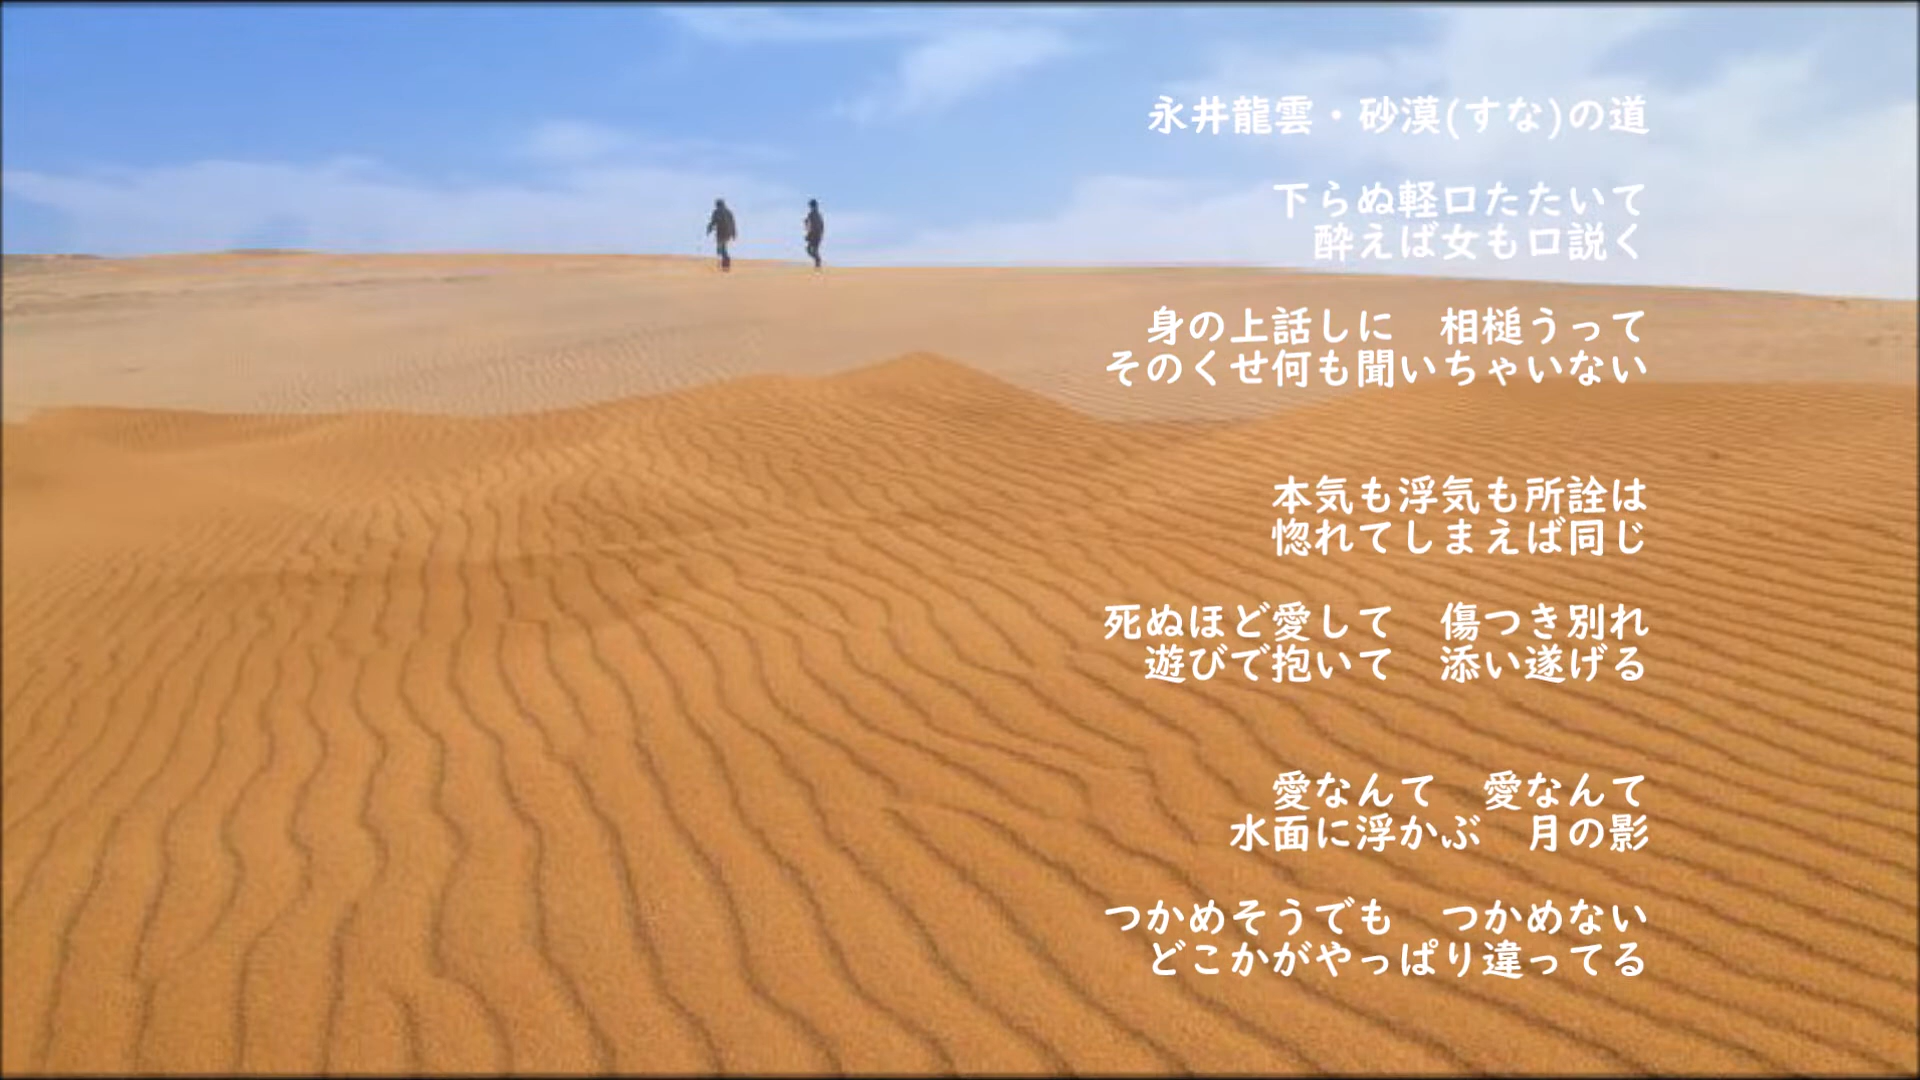 永井龍雲・砂漠(すな)の道
下らぬ軽口たたいて
酔えば女も口説く
身の上話しに　相槌うって
そのくせ何も聞いちゃいない
本気も浮気も所詮は
惚れてしまえば同じ
死ぬほど愛して　傷つき別れ
遊びで抱いて　添い遂げる
愛なんて　愛なんて
水面に浮かぶ　月の影
つかめそうでも　つかめない
どこかがやっぱり違ってる